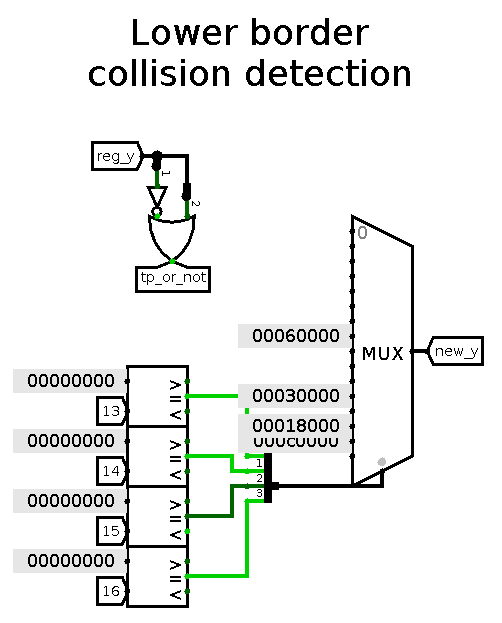 Lower border
collision detection
reg_y
1
2
tp_or_not
0
00060000
MUX
new_y
00000000
00030000
13
> = <
00018000
00000000
1
14
> = <
2
3
00000000
15
> = <
00000000
16
> = <